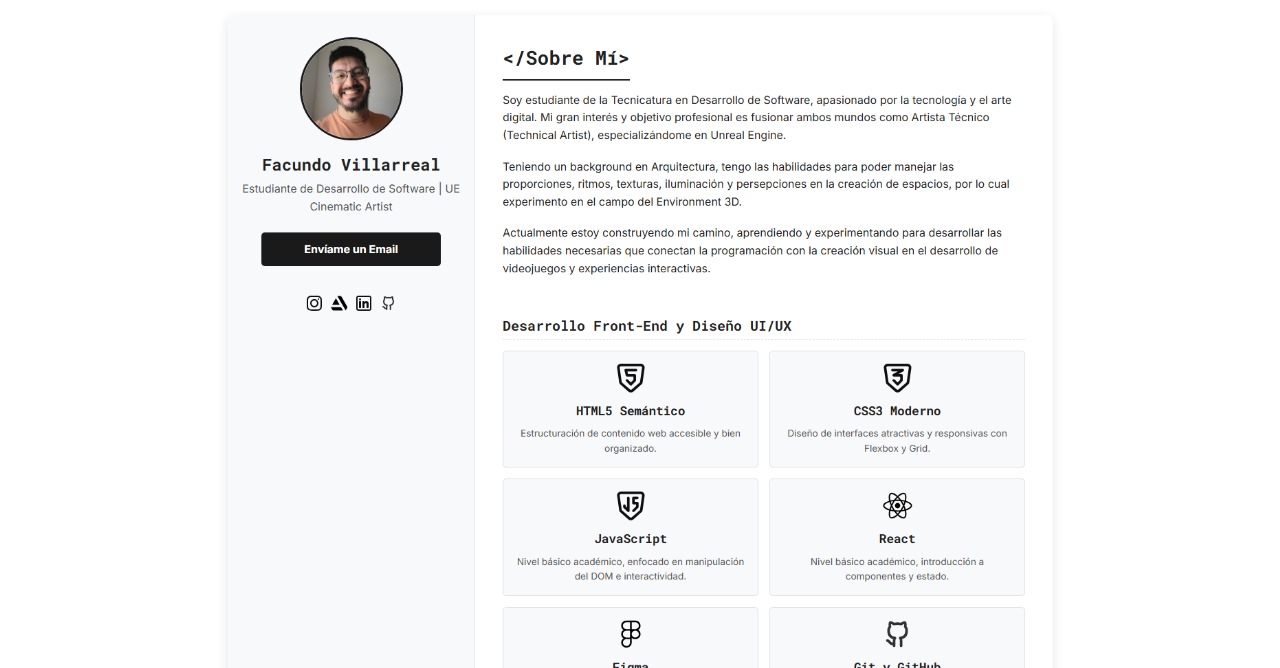 Facundo Villarreal
Estudiante de Desarrollo de Software | UE
Cinematic Artist
Envíame un Email
</Sobre Mí>
Soy estudiante de la Tecnicatura en Desarrollo de Software, apasionado por la tecnología y el arte
digital. Mi gran interés y objetivo profesional es fusionar ambos mundos como Artista Técnico
(Technical Artist), especializándome en Unreal Engine.
Teniendo un background en Arquitectura, tengo las habilidades para poder manejar las
proporciones, ritmos, texturas, iluminación y persepciones en la creación de espacios, por lo cual
experimento en el campo del Environment 3D.
Actualmente estoy construyendo mi camino, aprendiendo y experimentando para desarrollar las
habilidades necesarias que conectan la programación con la creación visual en el desarrollo de
videojuegos y experiencias interactivas.
Desarrollo Front-End y Diseño UI/UX
HTML5 Semántico
Estructuración de contenido web accesible y bien
organizado.
CSS3 Moderno
Diseño de interfaces atractivas y responsivas con
Flexbox y Grid.
JavaScript
Nivel básico académico, enfocado en manipulación
del DOM e interactividad.
React
Nivel básico académico, introducción a
componentes y estado.
Figma
Git y GitHub